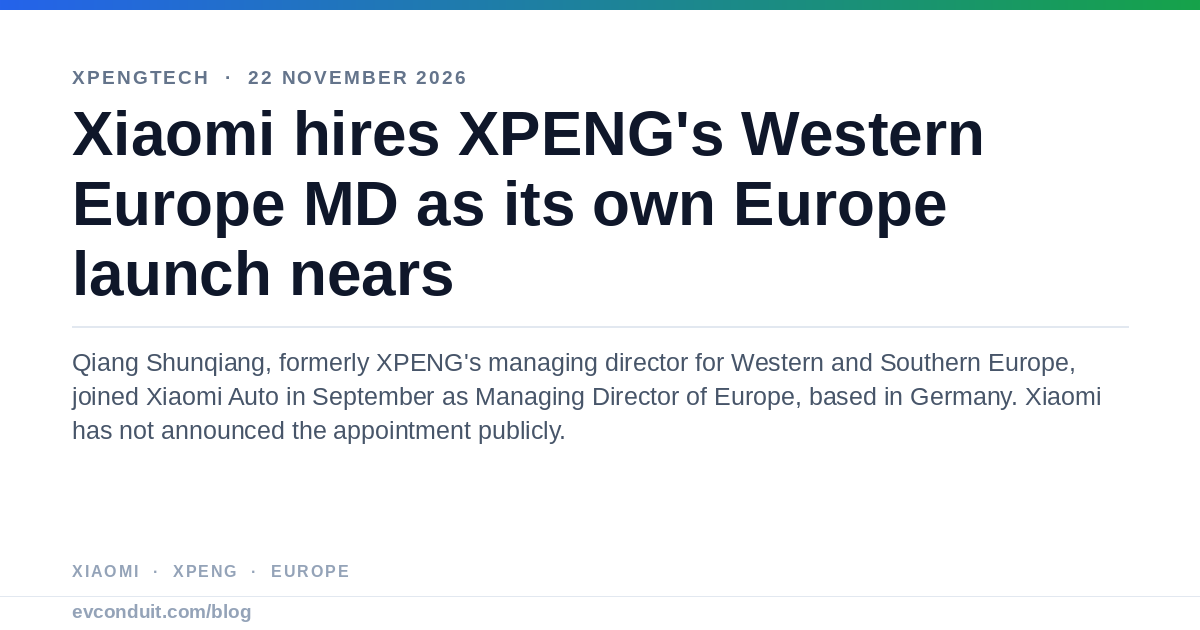 XPENGTECH · 22 NOVEMBER 2026
Xiaomi hires XPENG's Western
Europe MD as its own Europe
launch nears
Qiang Shunqiang, formerly XPENG's managing director for Western and Southern Europe,
joined Xiaomi Auto in September as Managing Director of Europe, based in Germany. Xiaomi
has not announced the appointment publicly.
XIAOMI · XPENG · EUROPE
evconduit.com/blog